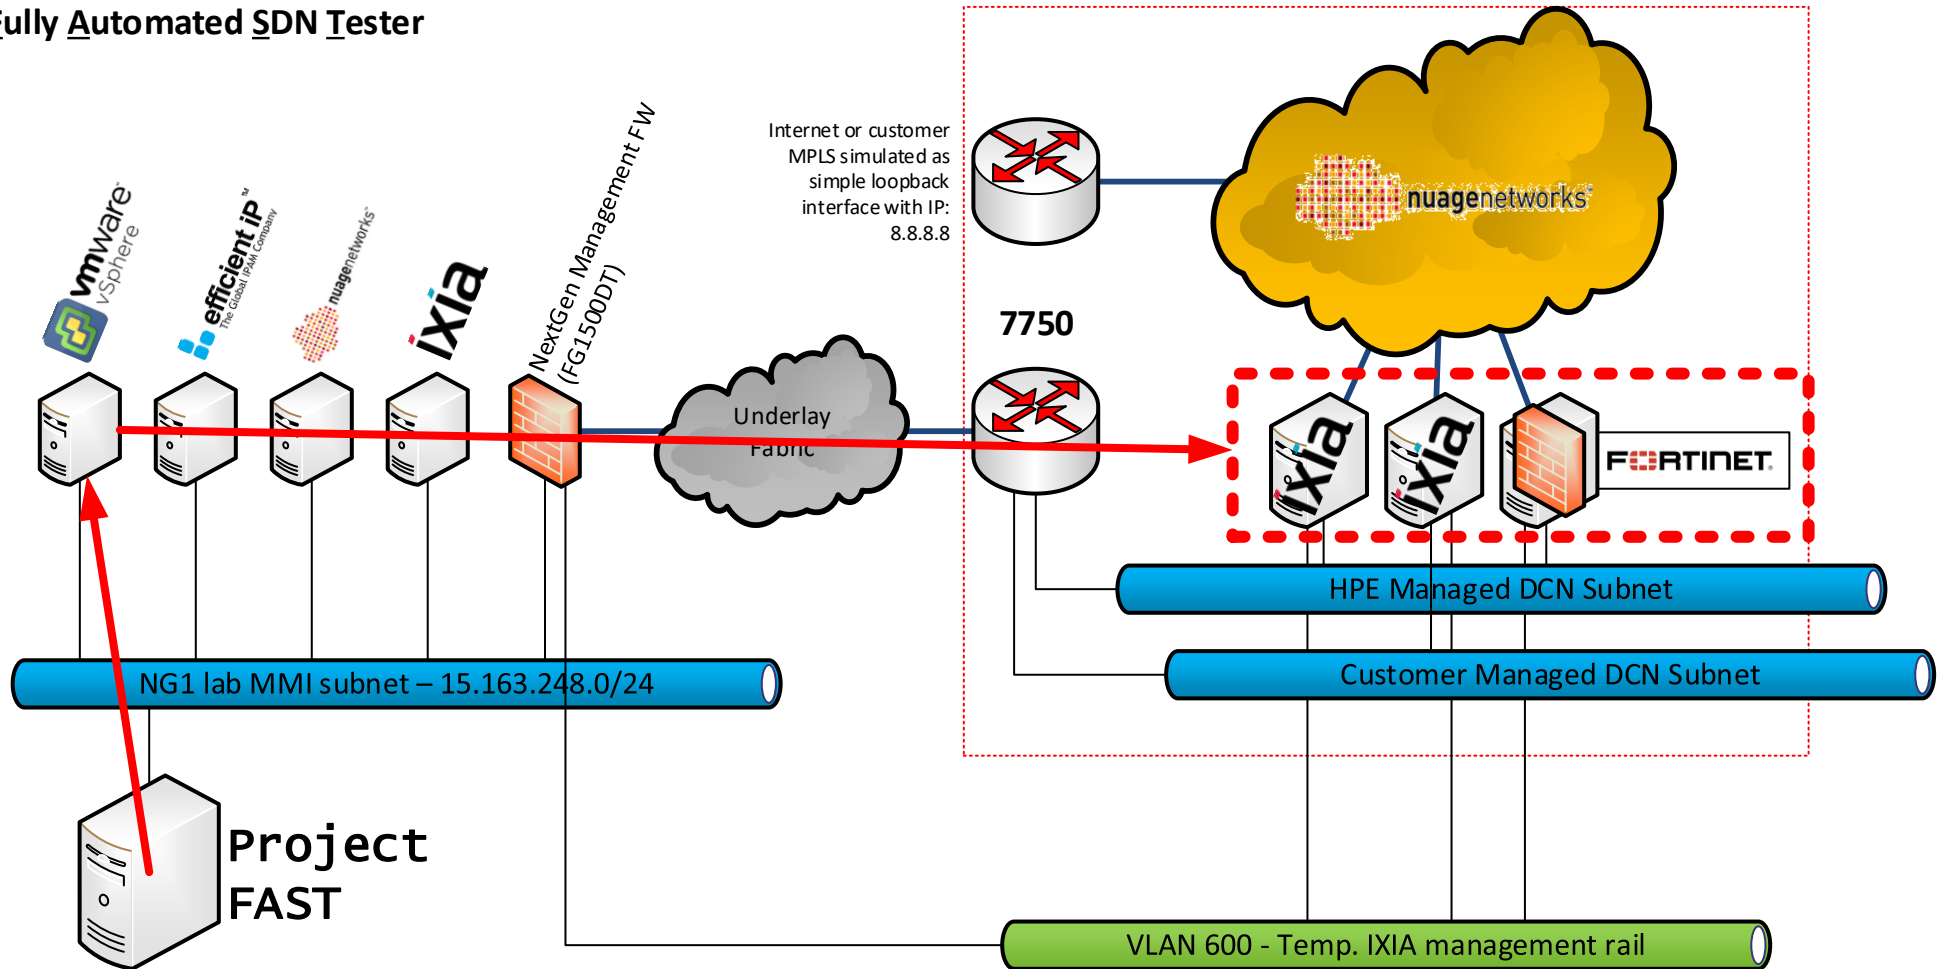 Fully Automated SDN Tester
Internet or customer
MPLS simulated as
simple loopback
interface with IP:
8.8.8.8
nuagenetworks
vmware
vSphere
efficient iP™
The Global IPAM Company
nuagenetworks
ixia
NextGen Management FW
(FG1500DT)
7750
Underlay
Fabric
ixia
ixia
FORTINET
HPE Managed DCN Subnet
Customer Managed DCN Subnet
NG1 lab MMI subnet – 15.163.248.0/24
Project
FAST
VLAN 600 - Temp. IXIA management rail